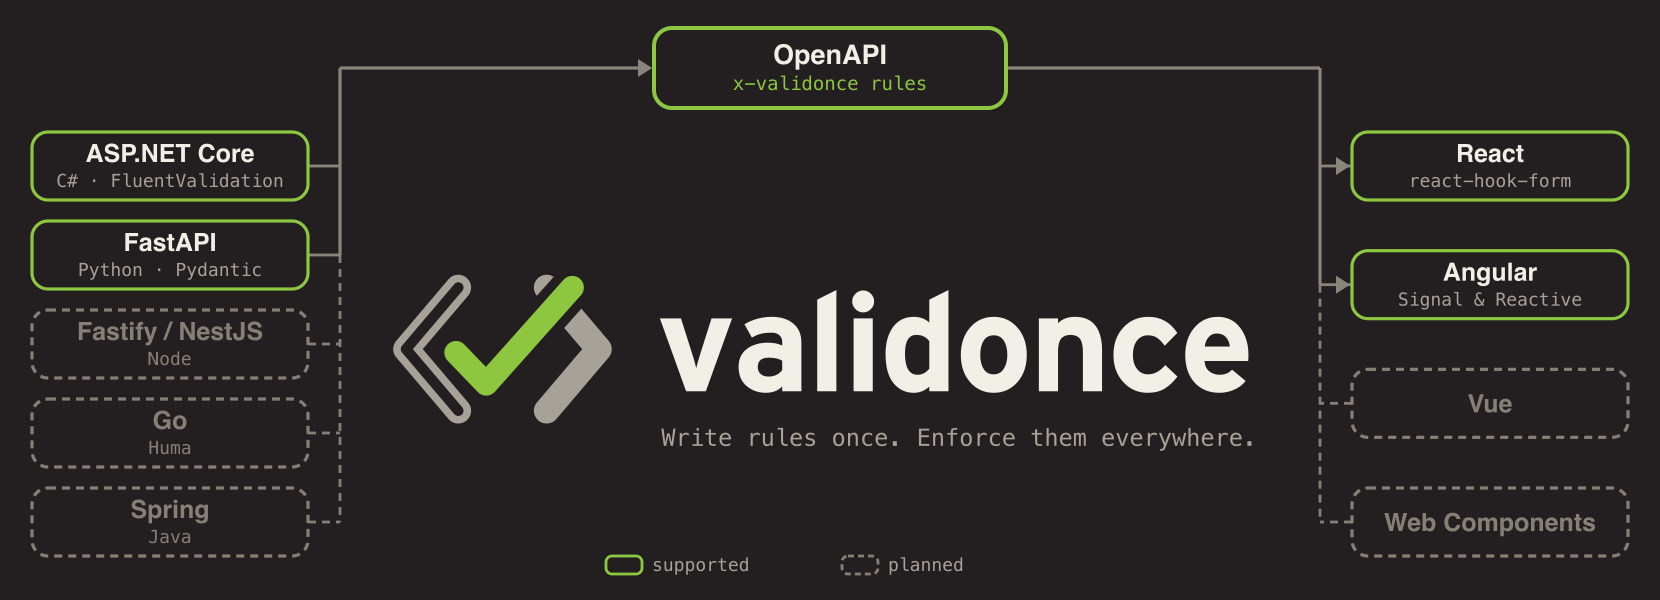 OpenAPI
x-validonce rules
ASP.NET Core
C# · FluentValidation
FastAPI
Python · Pydantic
Fastify / NestJS
Node
Go
Huma
Spring
Java
validonce
Write rules once. Enforce them everywhere.
React
react-hook-form
Angular
Signal & Reactive
Vue
Web Components
supported
planned